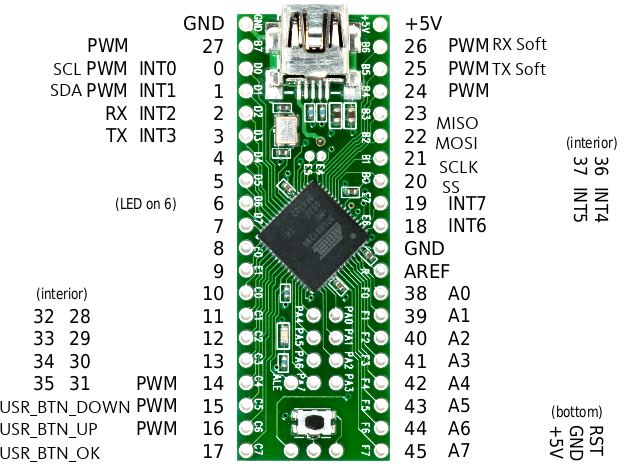 GND +5V
PWM 27 26 PWM RX Soft
SCL PWM INT0 0 25 PWM TX Soft
SDA PWM INT1 1 24 PWM
RX INT2 2 23
MISO
TX INT3 3 22
MOSI
4 21
SCLK
5 20
SS
(LED on 6) 6 19 INT7
7 18 INT6
8 GND
9 AREF
(interior)
36 INT4
37 INT5
(interior) 10 38 A0
32 28 11 39 A1
33 29 12 40 A2
34 30 13 41 A3
35 31 PWM 14 42 A4
USR_BTN_DOWN PWM 15 43 A5
USR_BTN_UP PWM 16 44 A6
USR_BTN_OK 17 45 A7
(bottom)
RST
GND
+5V
GND
B7
D0
D1
D2
D3
D4
D5
D6
D7
E0
E1
C0
C1
C2
C3
C4
C5
C6
C7
+5V
B6
B5
B4
B3
B2
B1
B0
E7
E6
R
F0
F1
F2
F3
F4
F5
F6
F7
E5
E4
ATMEL
PA4 PA0
PA5 PA1
PA6 PA2
PA7 PA3
ALE